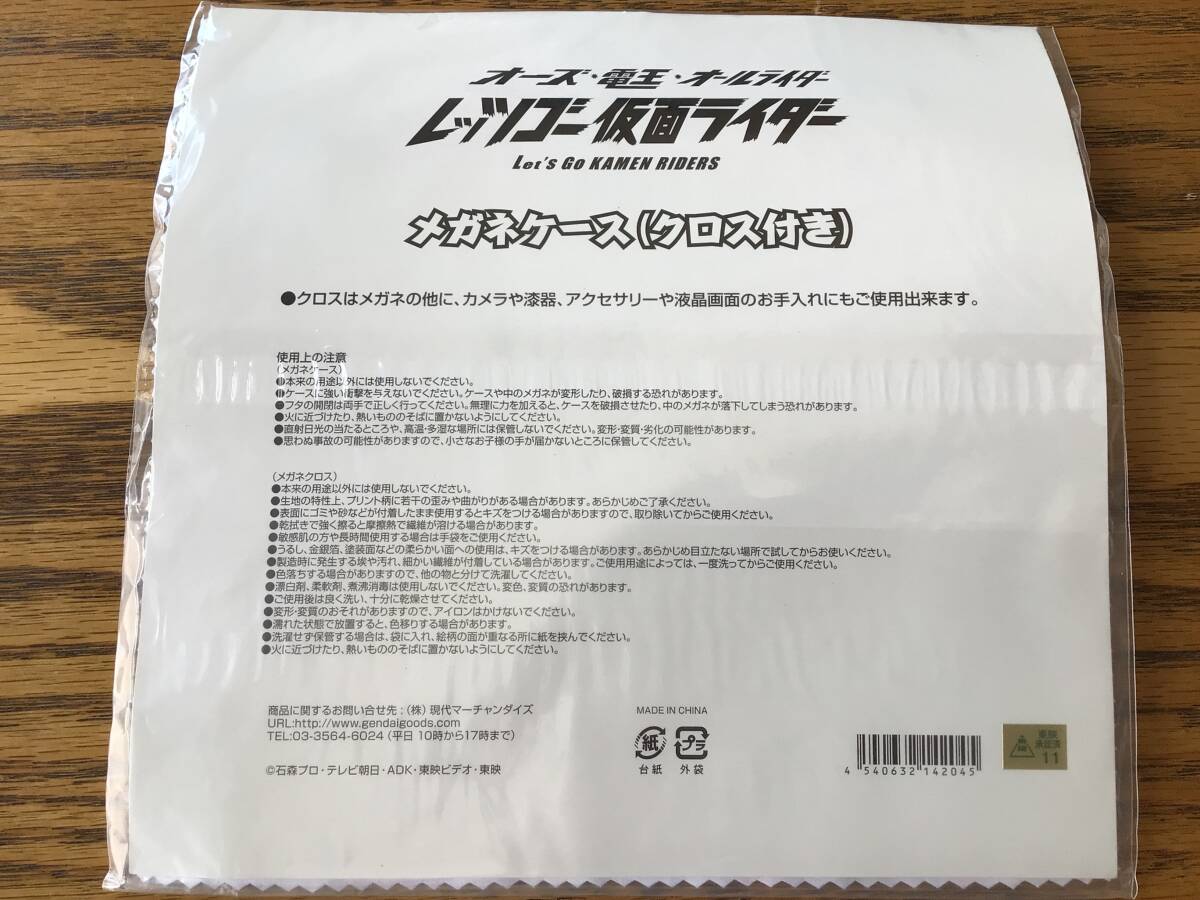 オーズ・電王・オールライダー
レッツゴー仮面ライダー
Let's Go KAMEN RIDERS
メガネケース(クロス付き)
●クロスはメガネの他に、カメラや漆器、アクセサリーや液晶画面のお手入れにもご使用出来ます。
使用上の注意
(メガネケース)
●本来の用途以外には使用しないでください。
●ケースに強い衝撃を与えないでください。ケースや中のメガネが変形したり、破損する恐れがあります。
●フタの開閉は両手で正しく行ってください。無理に力を加えると、ケースを破損させたり、中のメガネが落下してしまう恐れがあります。
●火に近づけたり、熱いもののそばに置かないようにしてください。
●直射日光の当たるところや、高温・多湿な場所には保管しないでください。変形・変質・劣化の可能性があります。
●思わぬ事故の可能性がありますので、小さなお子様の手が届かないところに保管してください。
(メガネクロス)
●本来の用途以外には使用しないでください。
●生地の特性上、プリント柄に若干の歪みや曲がりがある場合があります。あらかじめご了承ください。
●表面にゴミや砂などが付着したまま使用するとキズをつける場合がありますので、取り除いてからご使用ください。
●乾拭きで強く擦ると摩擦熱で繊維が溶ける場合があります。
●敏感肌の方や長時間使用する場合は手袋をご使用ください。
●うるし、金銀箔、塗装面などの柔らかい面への使用は、キズをつける場合があります。あらかじめ目立たない場所で試してからお使いください。
●製造時に発生する埃や汚れ、細かい繊維が付着している場合があります。ご使用用途によっては、一度洗ってからご使用ください。
●色落ちする場合がありますので、他の物と分けて洗濯してください。
●漂白剤、柔軟剤、煮沸消毒は使用しないでください。変色、変質の恐れがあります。
●ご使用後は良く洗い、十分に乾燥させてください。
●変形・変質のおそれがありますので、アイロンはかけないでください。
●濡れた状態で放置すると、色移りする場合があります。
●洗濯せず保管する場合は、袋に入れ、絵柄の面が重なる所に紙を挟んでください。
●火に近づけたり、熱いもののそばに置かないようにしてください。
商品に関するお問い合せ先:(株)現代マーチャンダイズ
URL:http://www.gendaigoods.com
TEL:03-3564-6024(平日 10時から17時まで)
©石森プロ・テレビ朝日・ADK・東映ビデオ・東映
MADE IN CHINA
紙
プラ
台紙
外袋
4 540632 142045
東映
承認済
11